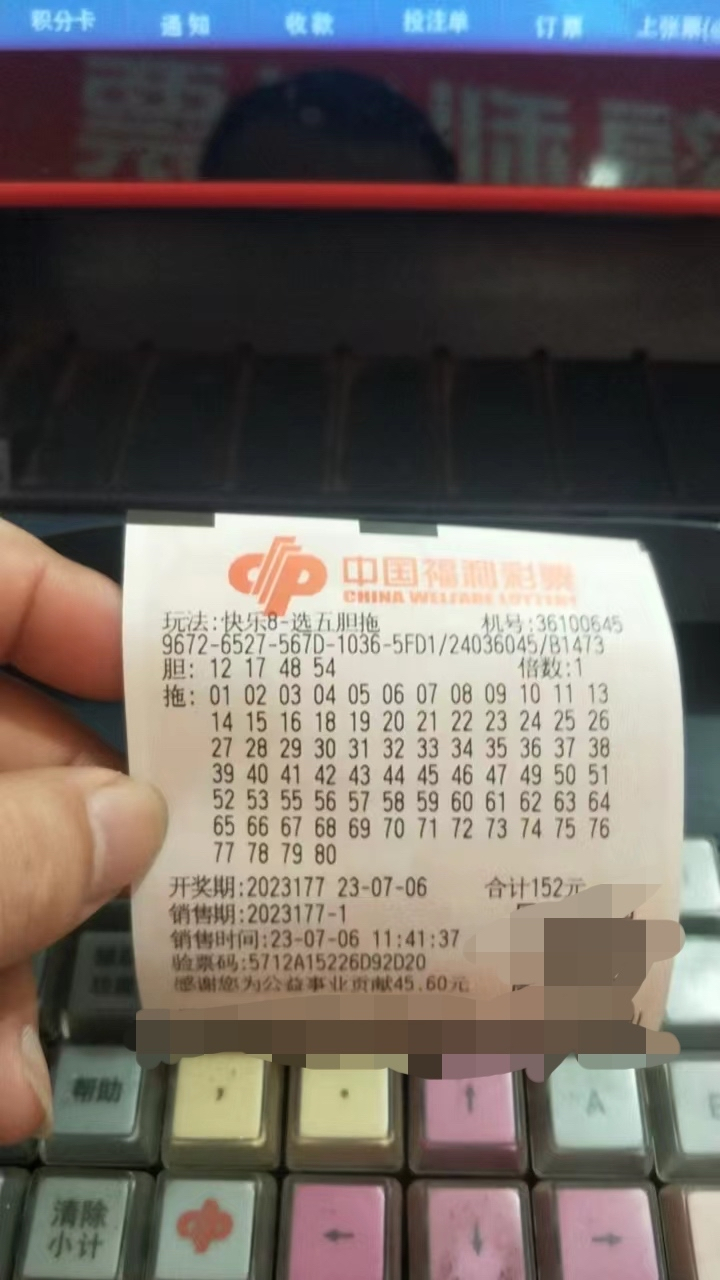 积分卡 通知 收款 投注单 订票 上张票(
票 师 易
中国福利彩票
CHINA WELFARE LOTTERY
玩法:快乐8-选五胆拖 机号:36100645
9672-6527-567D-1036-5FD1/24036045/B1473
胆: 12 17 48 54 倍数:1
拖: 01 02 03 04 05 06 07 08 09 10 11 13
14 15 16 18 19 20 21 22 23 24 25 26
27 28 29 30 31 32 33 34 35 36 37 38
39 40 41 42 43 44 45 46 47 49 50 51
52 53 55 56 57 58 59 60 61 62 63 64
65 66 67 68 69 70 71 72 73 74 75 76
77 78 79 80
开奖期:2023177 23-07-06 合计152元
销售期:2023177-1
销售时间:23-07-06 11:41:37
验票码:5712A15226D92D20
感谢您为公益事业贡献45.60元
帮助 , . ↑ A
清除
小计 ← ↓ →